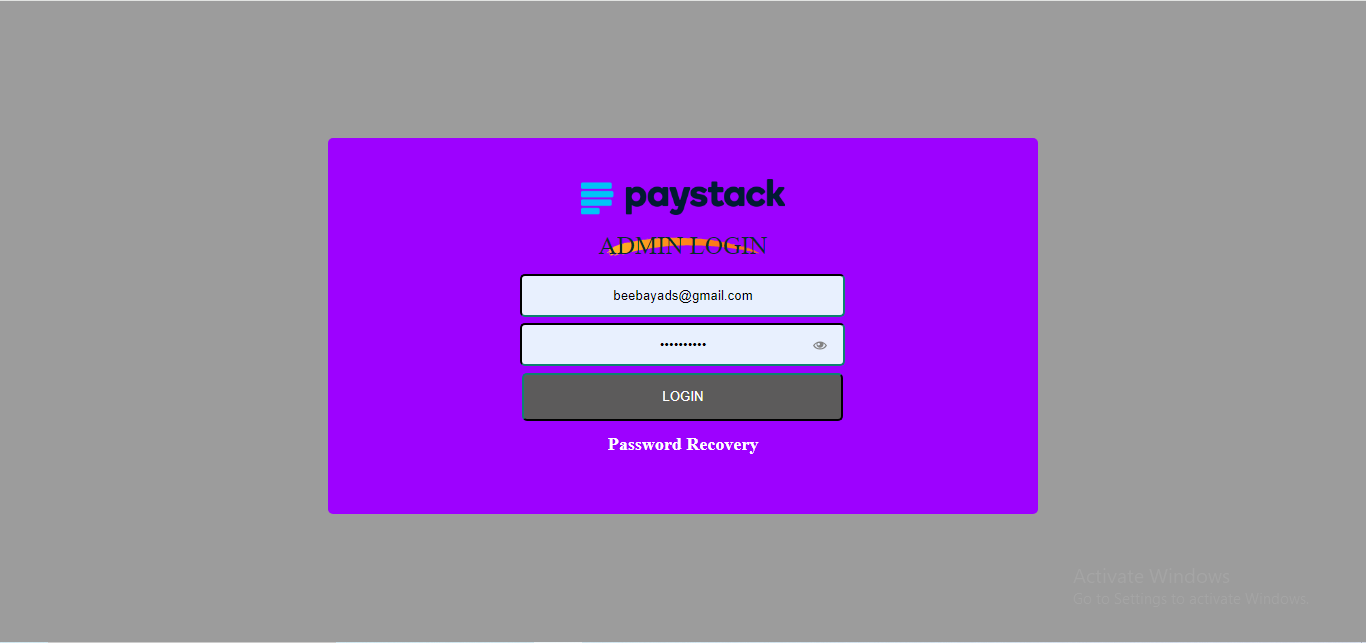 paystack
ADMIN LOGIN
beebayads@gmail.com
••••••••••
LOGIN
Password Recovery
Activate Windows
Go to Settings to activate Windows.